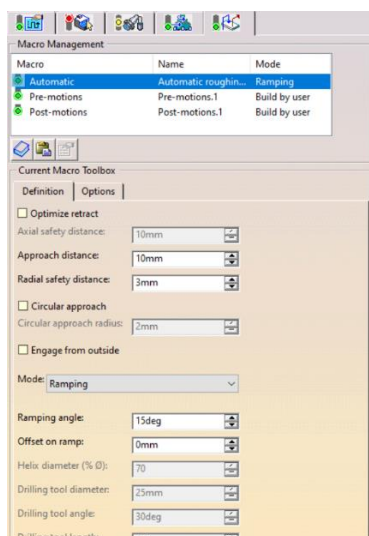 Macro Management
Macro Name Mode
Automatic Automatic roughin... Ramping
Pre-motions Pre-motions.1 Build by user
Post-motions Post-motions.1 Build by user
Current Macro Toolbox
Definition Options
Optimize retract
Axial safety distance: 10mm
Approach distance: 10mm
Radial safety distance: 3mm
Circular approach
Circular approach radius: 2mm
Engage from outside
Mode: Ramping
Ramping angle: 15deg
Offset on ramp: 0mm
Helix diameter (% Ø): 70
Drilling tool diameter: 25mm
Drilling tool angle: 30deg